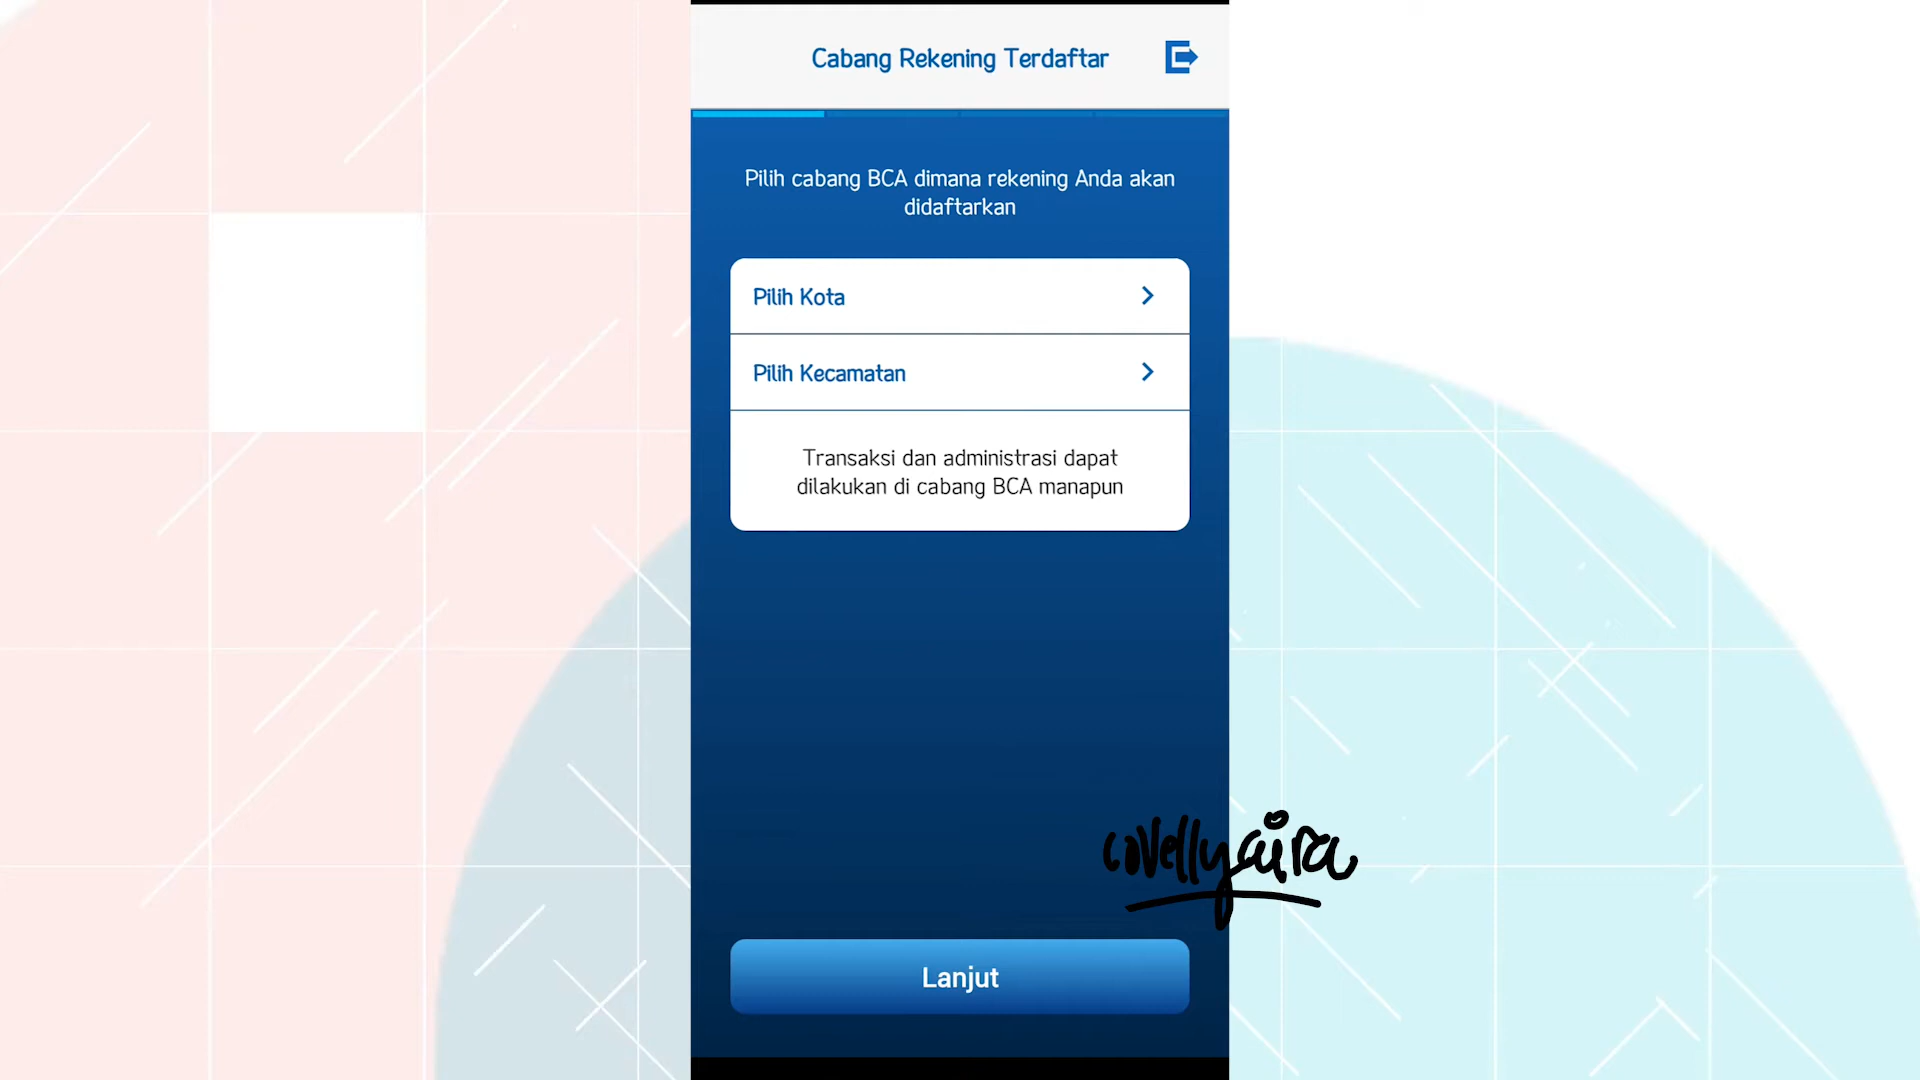 Cabang Rekening Terdaftar
Pilih cabang BCA dimana rekening Anda akan
didaftarkan
Pilih Kota
Pilih Kecamatan
Transaksi dan administrasi dapat
dilakukan di cabang BCA manapun
covellyaira
Lanjut